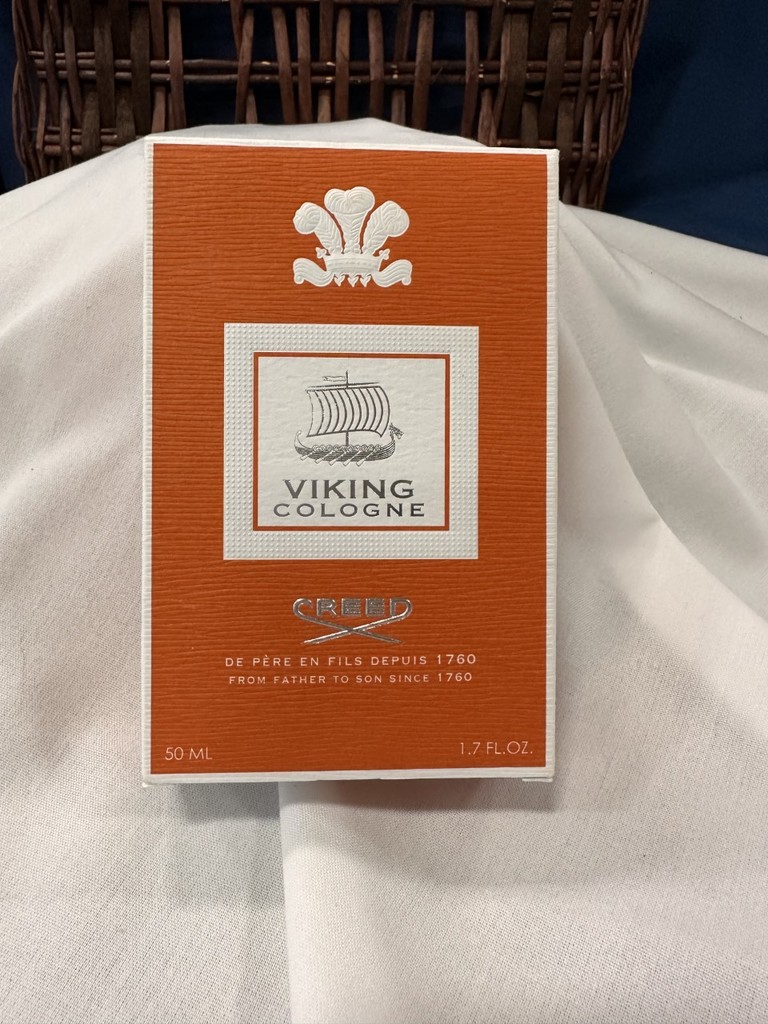 VIKING
COLOGNE
CREED
DE PÈRE EN FILS DEPUIS 1760
FROM FATHER TO SON SINCE 1760
50 ML
1.7 FL.OZ.